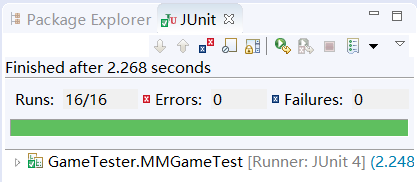 Package Explorer JUnit
Finished after 2.268 seconds
Runs: 16/16 Errors: 0 Failures: 0
GameTester.MMGameTest [Runner: JUnit 4] (2.248